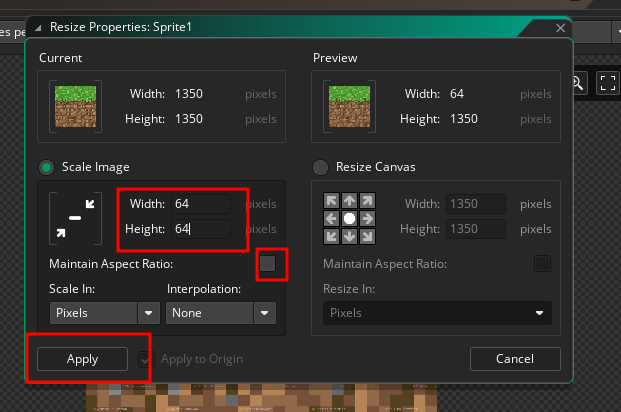 Resize Properties: Sprite1
es pe
Current
Preview
Width: 1350 pixels
Height: 1350 pixels
Width: 64 pixels
Height: 1350 pixels
Scale Image
Resize Canvas
Width: 64 pixels
Height: 64 pixels
Width: 1350 pixels
Height: 1350 pixels
Maintain Aspect Ratio:
Maintain Aspect Ratio:
Scale In: Interpolation:
Resize In:
Pixels None
Pixels
Apply
Apply to Origin
Cancel